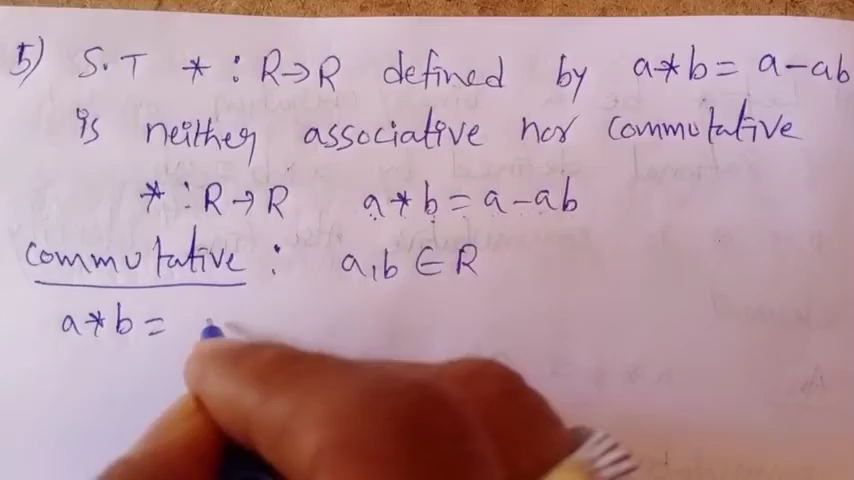 5) S.T * : R→R defined by a*b = a-ab
is neither associative nor commutative
* : R→R a*b = a-ab
commutative : a,b ∈ R
a*b =